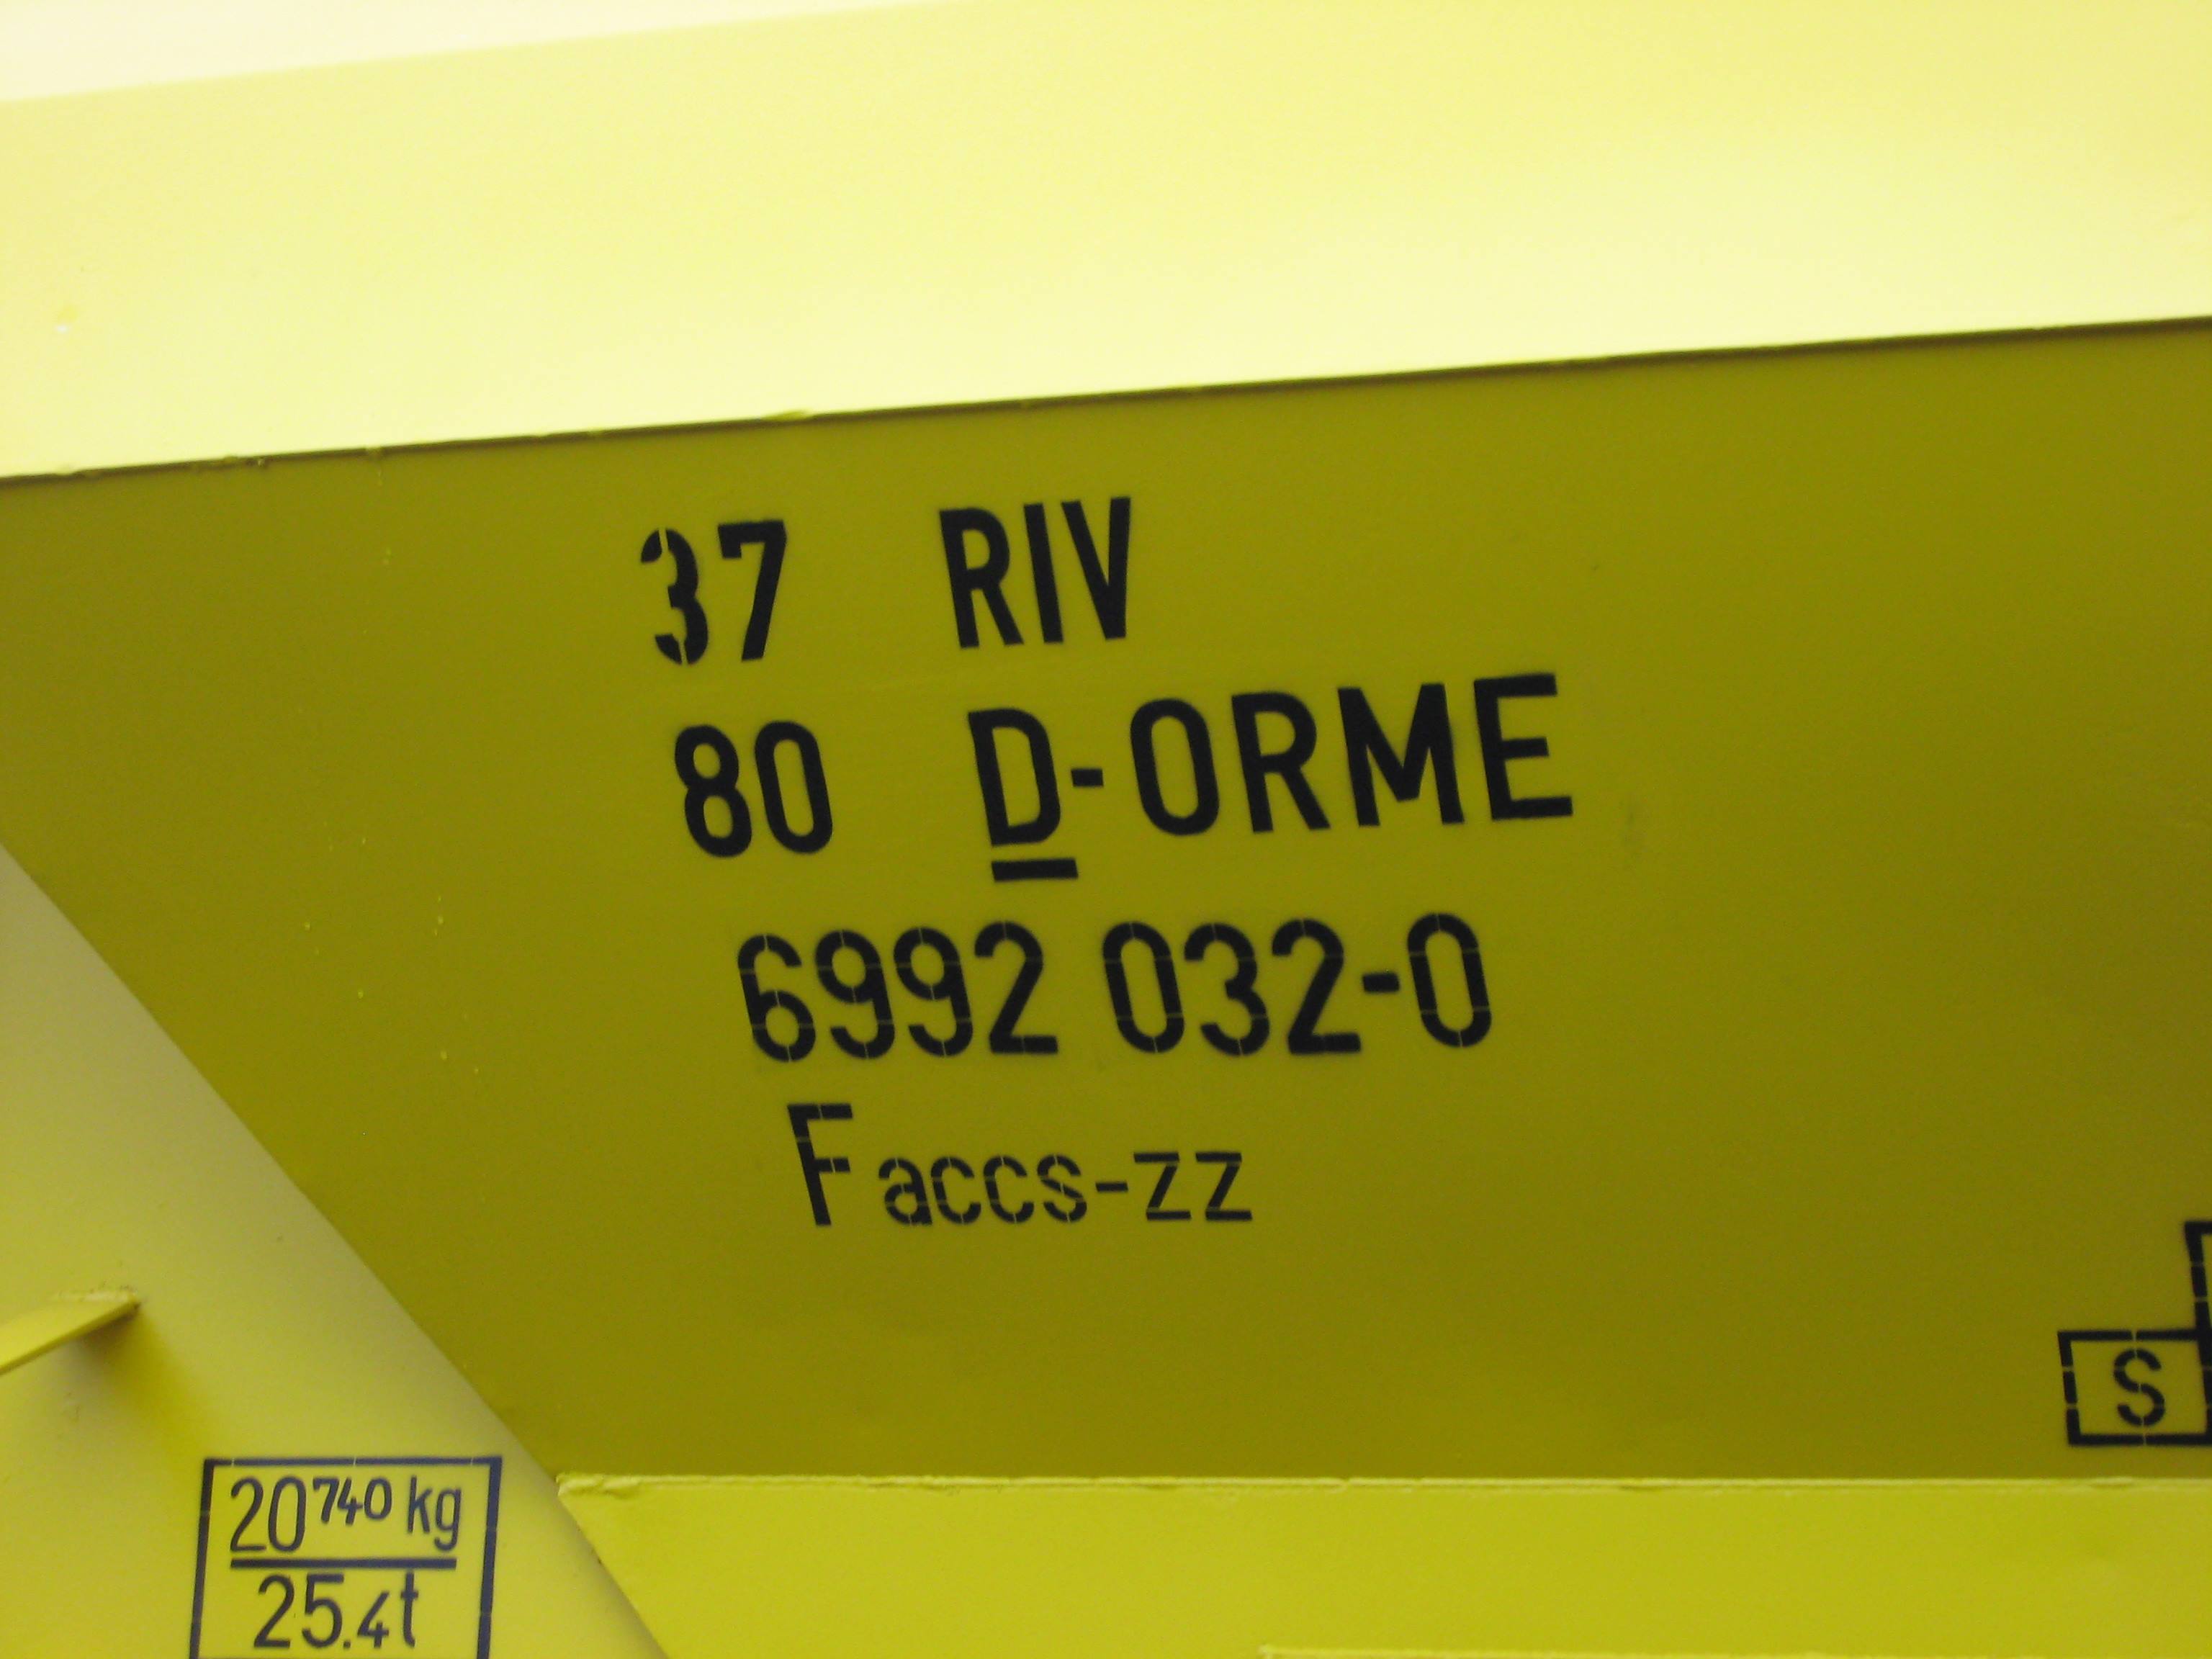 37 RIV
80 D-ORME
6992 032-0
Faccs-zz
S
20740 kg
25.4t